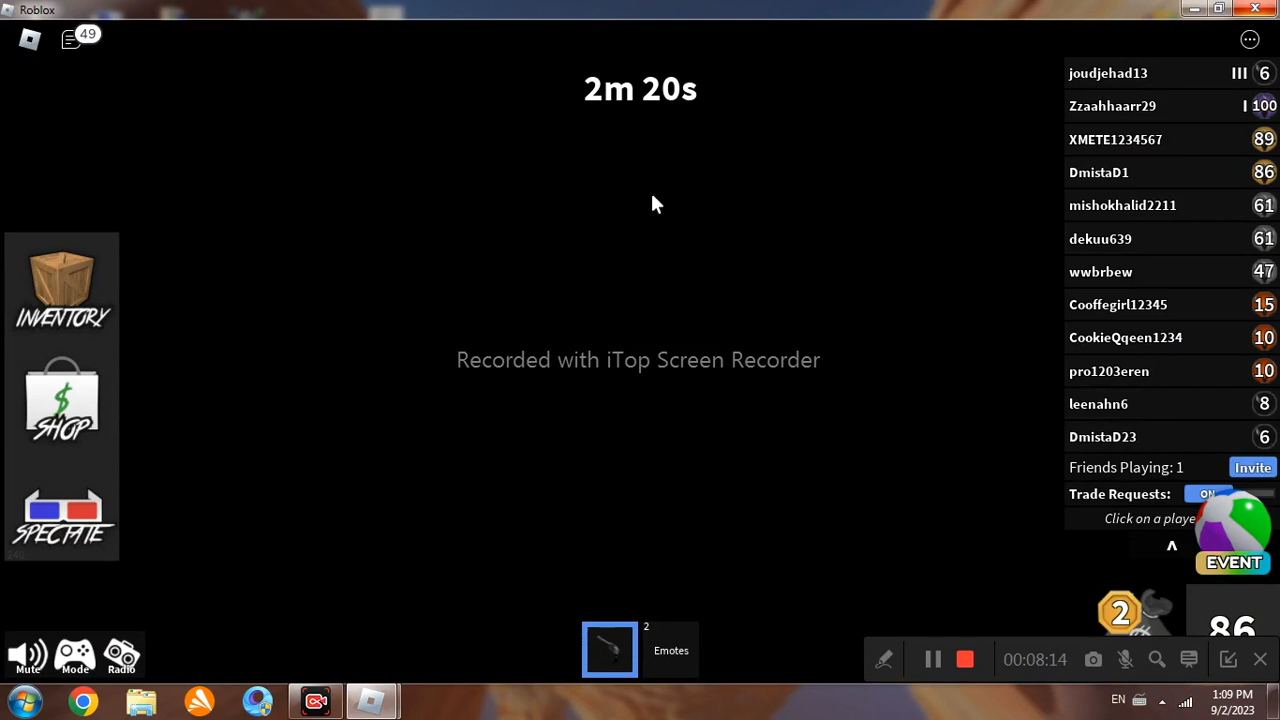 Roblox
49
2m 20s
joudjehad13 III 6
Zzaahhaarr29 I 100
XMETE1234567 89
DmistaD1 86
mishokhalid2211 61
dekuu639 61
wwbrbew 47
Cooffegirl12345 15
CookieQqeen1234 10
pro1203eren 10
leenahn6 8
DmistaD23 6
Friends Playing: 1 Invite
Trade Requests: ON
Click on a playe
EVENT
INVENTORY
$
SHOP
SPECTATE
240
Recorded with iTop Screen Recorder
2
Emotes
2
86
Mute Mode Radio
00:08:14
EN
1:09 PM
9/2/2023